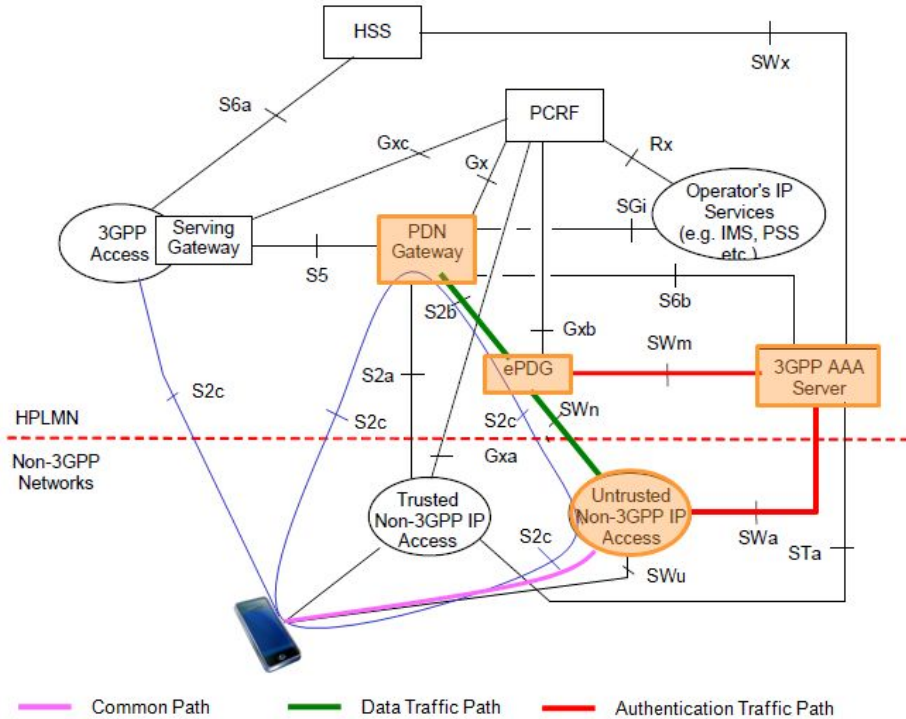 HSS
SWx
S6a
PCRF
Gxc
Gx
Rx
Operator's IP
Services
(e.g. IMS, PSS
etc.)
SGi
3GPP
Access
Serving
Gateway
PDN
Gateway
S5
S2b
S6b
Gxb
SWm
ePDG
3GPP AAA
Server
S2a
S2c
S2c
S2c
SWn
HPLMN
Non-3GPP
Networks
Gxa
Trusted
Non-3GPP IP
Access
Untrusted
Non-3GPP IP
Access
S2c
SWa
STa
SWu
Common Path
Data Traffic Path
Authentication Traffic Path